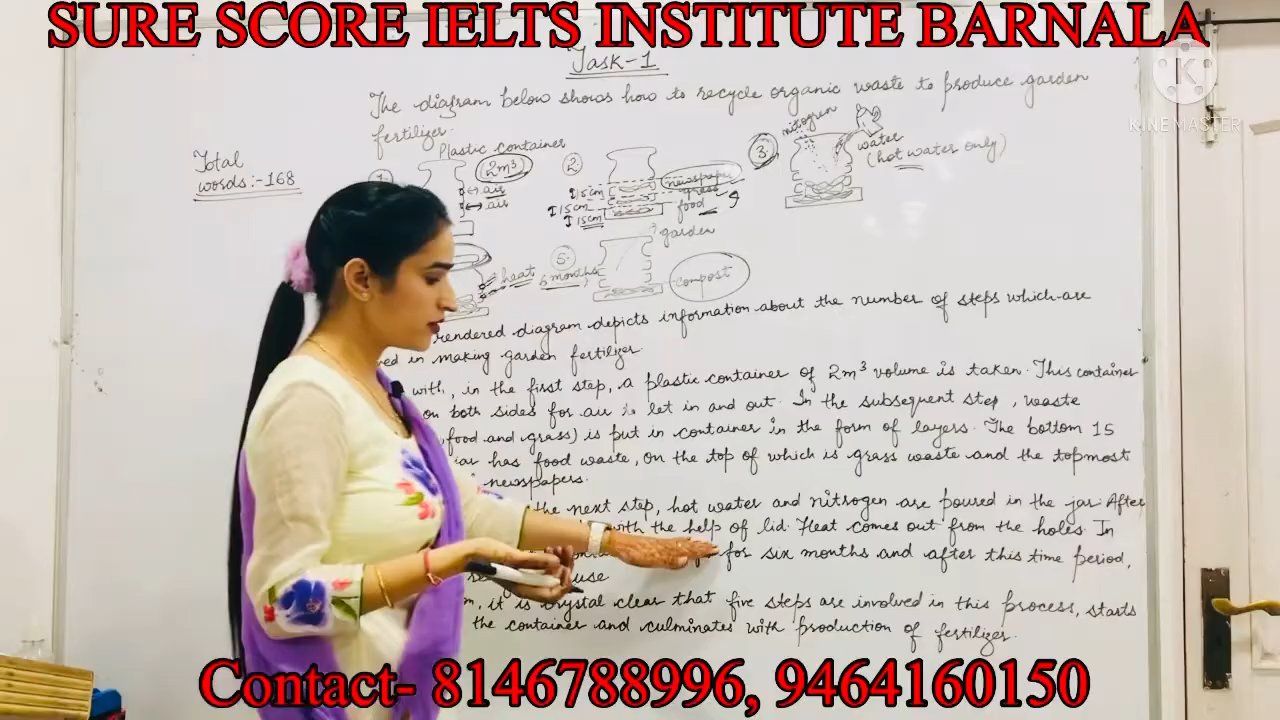 SURE SCORE IELTS INSTITUTE BARNALA
KINEMASTER
Task-1
The diagram below shows how to recycle organic waste to produce garden
fertilizer.
Total
words:-168
Plastic container
2m³
air
air
2
15cm
15cm
15cm
newspaper
grass
food
3.
nitogren
water
(hot water only)
heat
5.
6 months
garden
compost
rendered diagram depicts information about the number of steps which are
in making garden fertilizer.
with, in the first step, a plastic container of 2m³ volume is taken. This container
on both sides for air to let in and out. In the subsequent step, waste
food and grass) is put in container in the form of layers. The bottom 15
has food waste, on the top of which is grass waste and the topmost
newspapers.
the next step, hot water and nitrogen are poured in the jar. After
with the help of lid. Heat comes out from the holes. In
for six months and after this time period,
use
it is crystal clear that five steps are involved in this process, starts
the container and culminates with production of fertilizer.
Contact- 8146788996, 9464160150